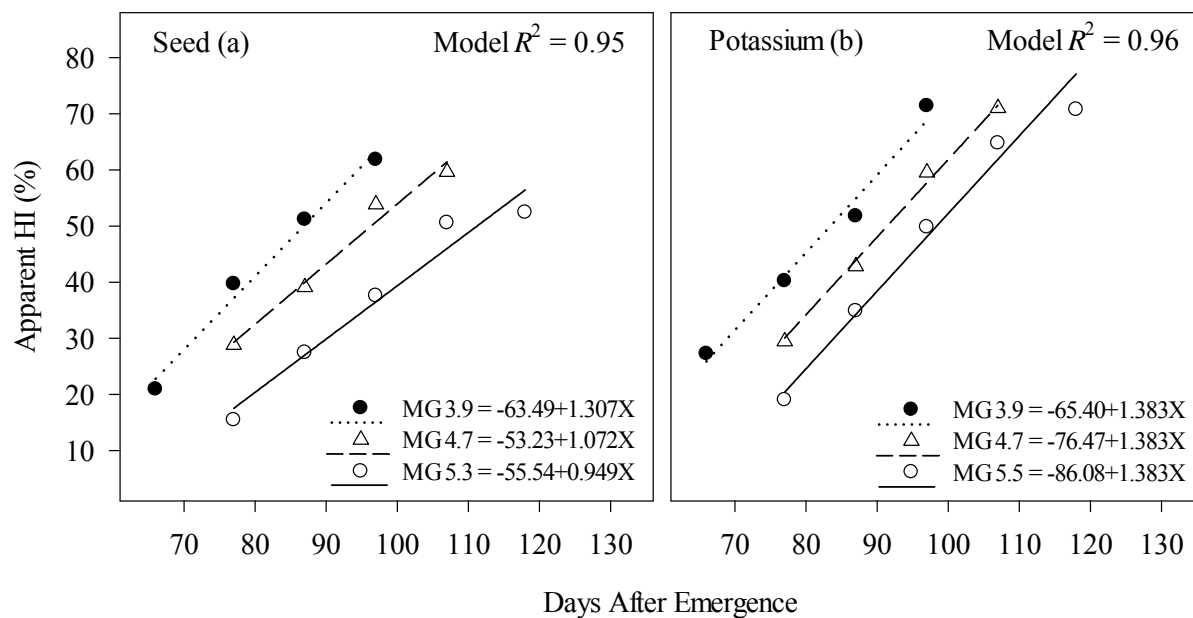 Seed (a) Model R² = 0.95
MG 3.9 = -63.49+1.307X
MG 4.7 = -53.23+1.072X
MG 5.3 = -55.54+0.949X
Potassium (b) Model R² = 0.96
MG 3.9 = -65.40+1.383X
MG 4.7 = -76.47+1.383X
MG 5.5 = -86.08+1.383X
Apparent HI (%)
80
70
60
50
40
30
20
10
70 80 90 100 110 120 130
70 80 90 100 110 120 130
Days After Emergence